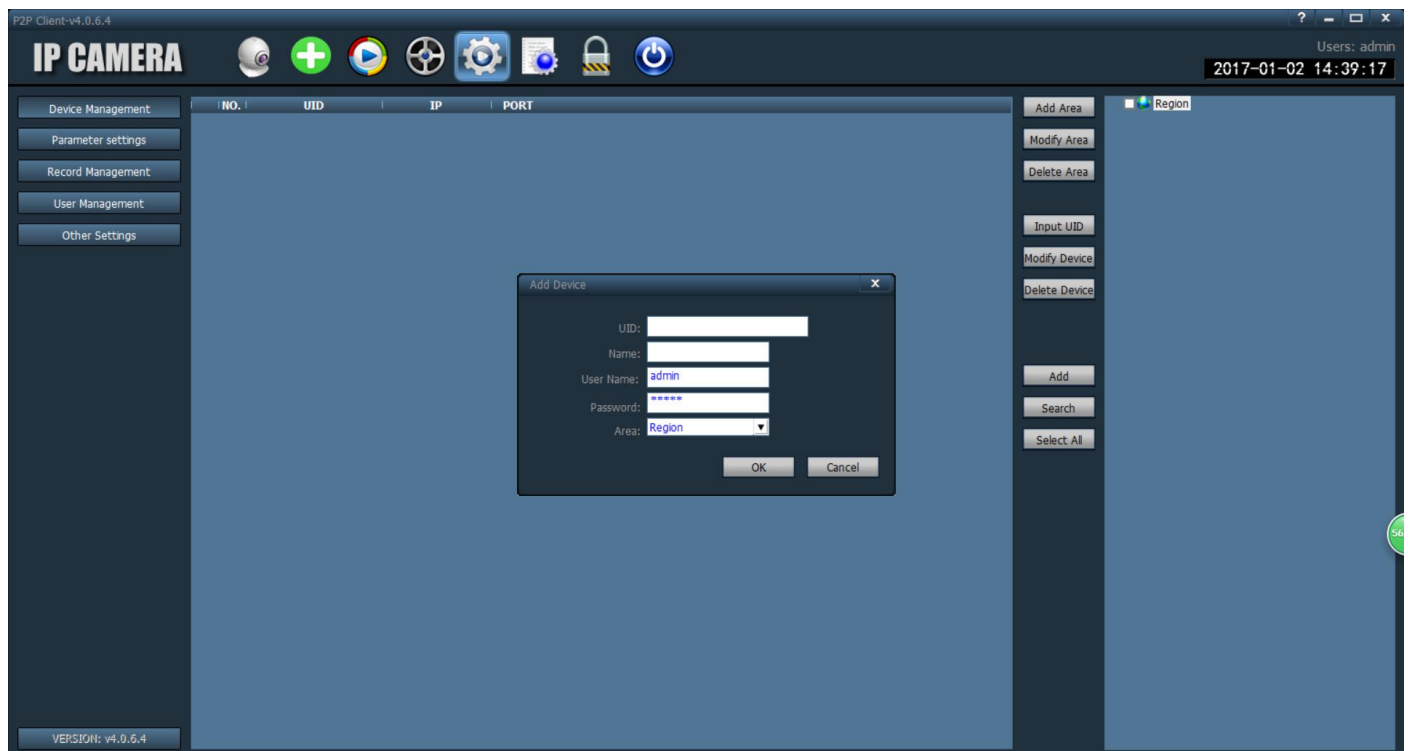 P2P Client-v4.0.6.4
? X
IP CAMERA
Users: admin
2017-01-02 14:39:17
Device Management
Parameter settings
Record Management
User Management
Other Settings
VERSION: v4.0.6.4
NO. UID IP PORT
Add Device X
UID:
Name:
User Name: admin
Password: *****
Area: Region
OK Cancel
Add Area
Modify Area
Delete Area
Input UID
Modify Device
Delete Device
Add
Search
Select All
Region
56